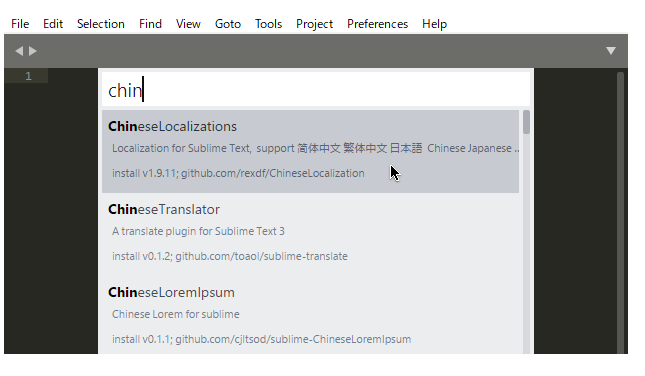 File Edit Selection Find View Goto Tools Project Preferences Help
1
chin
ChineseLocalizations
Localization for Sublime Text, support 简体中文 繁体中文 日本語 Chinese Japanese ..
install v1.9.11; github.com/rexdf/ChineseLocalization
ChineseTranslator
A translate plugin for Sublime Text 3
install v0.1.2; github.com/toaol/sublime-translate
ChineseLoremIpsum
Chinese Lorem for sublime
install v0.1.1; github.com/cjltsod/sublime-ChineseLoremIpsum